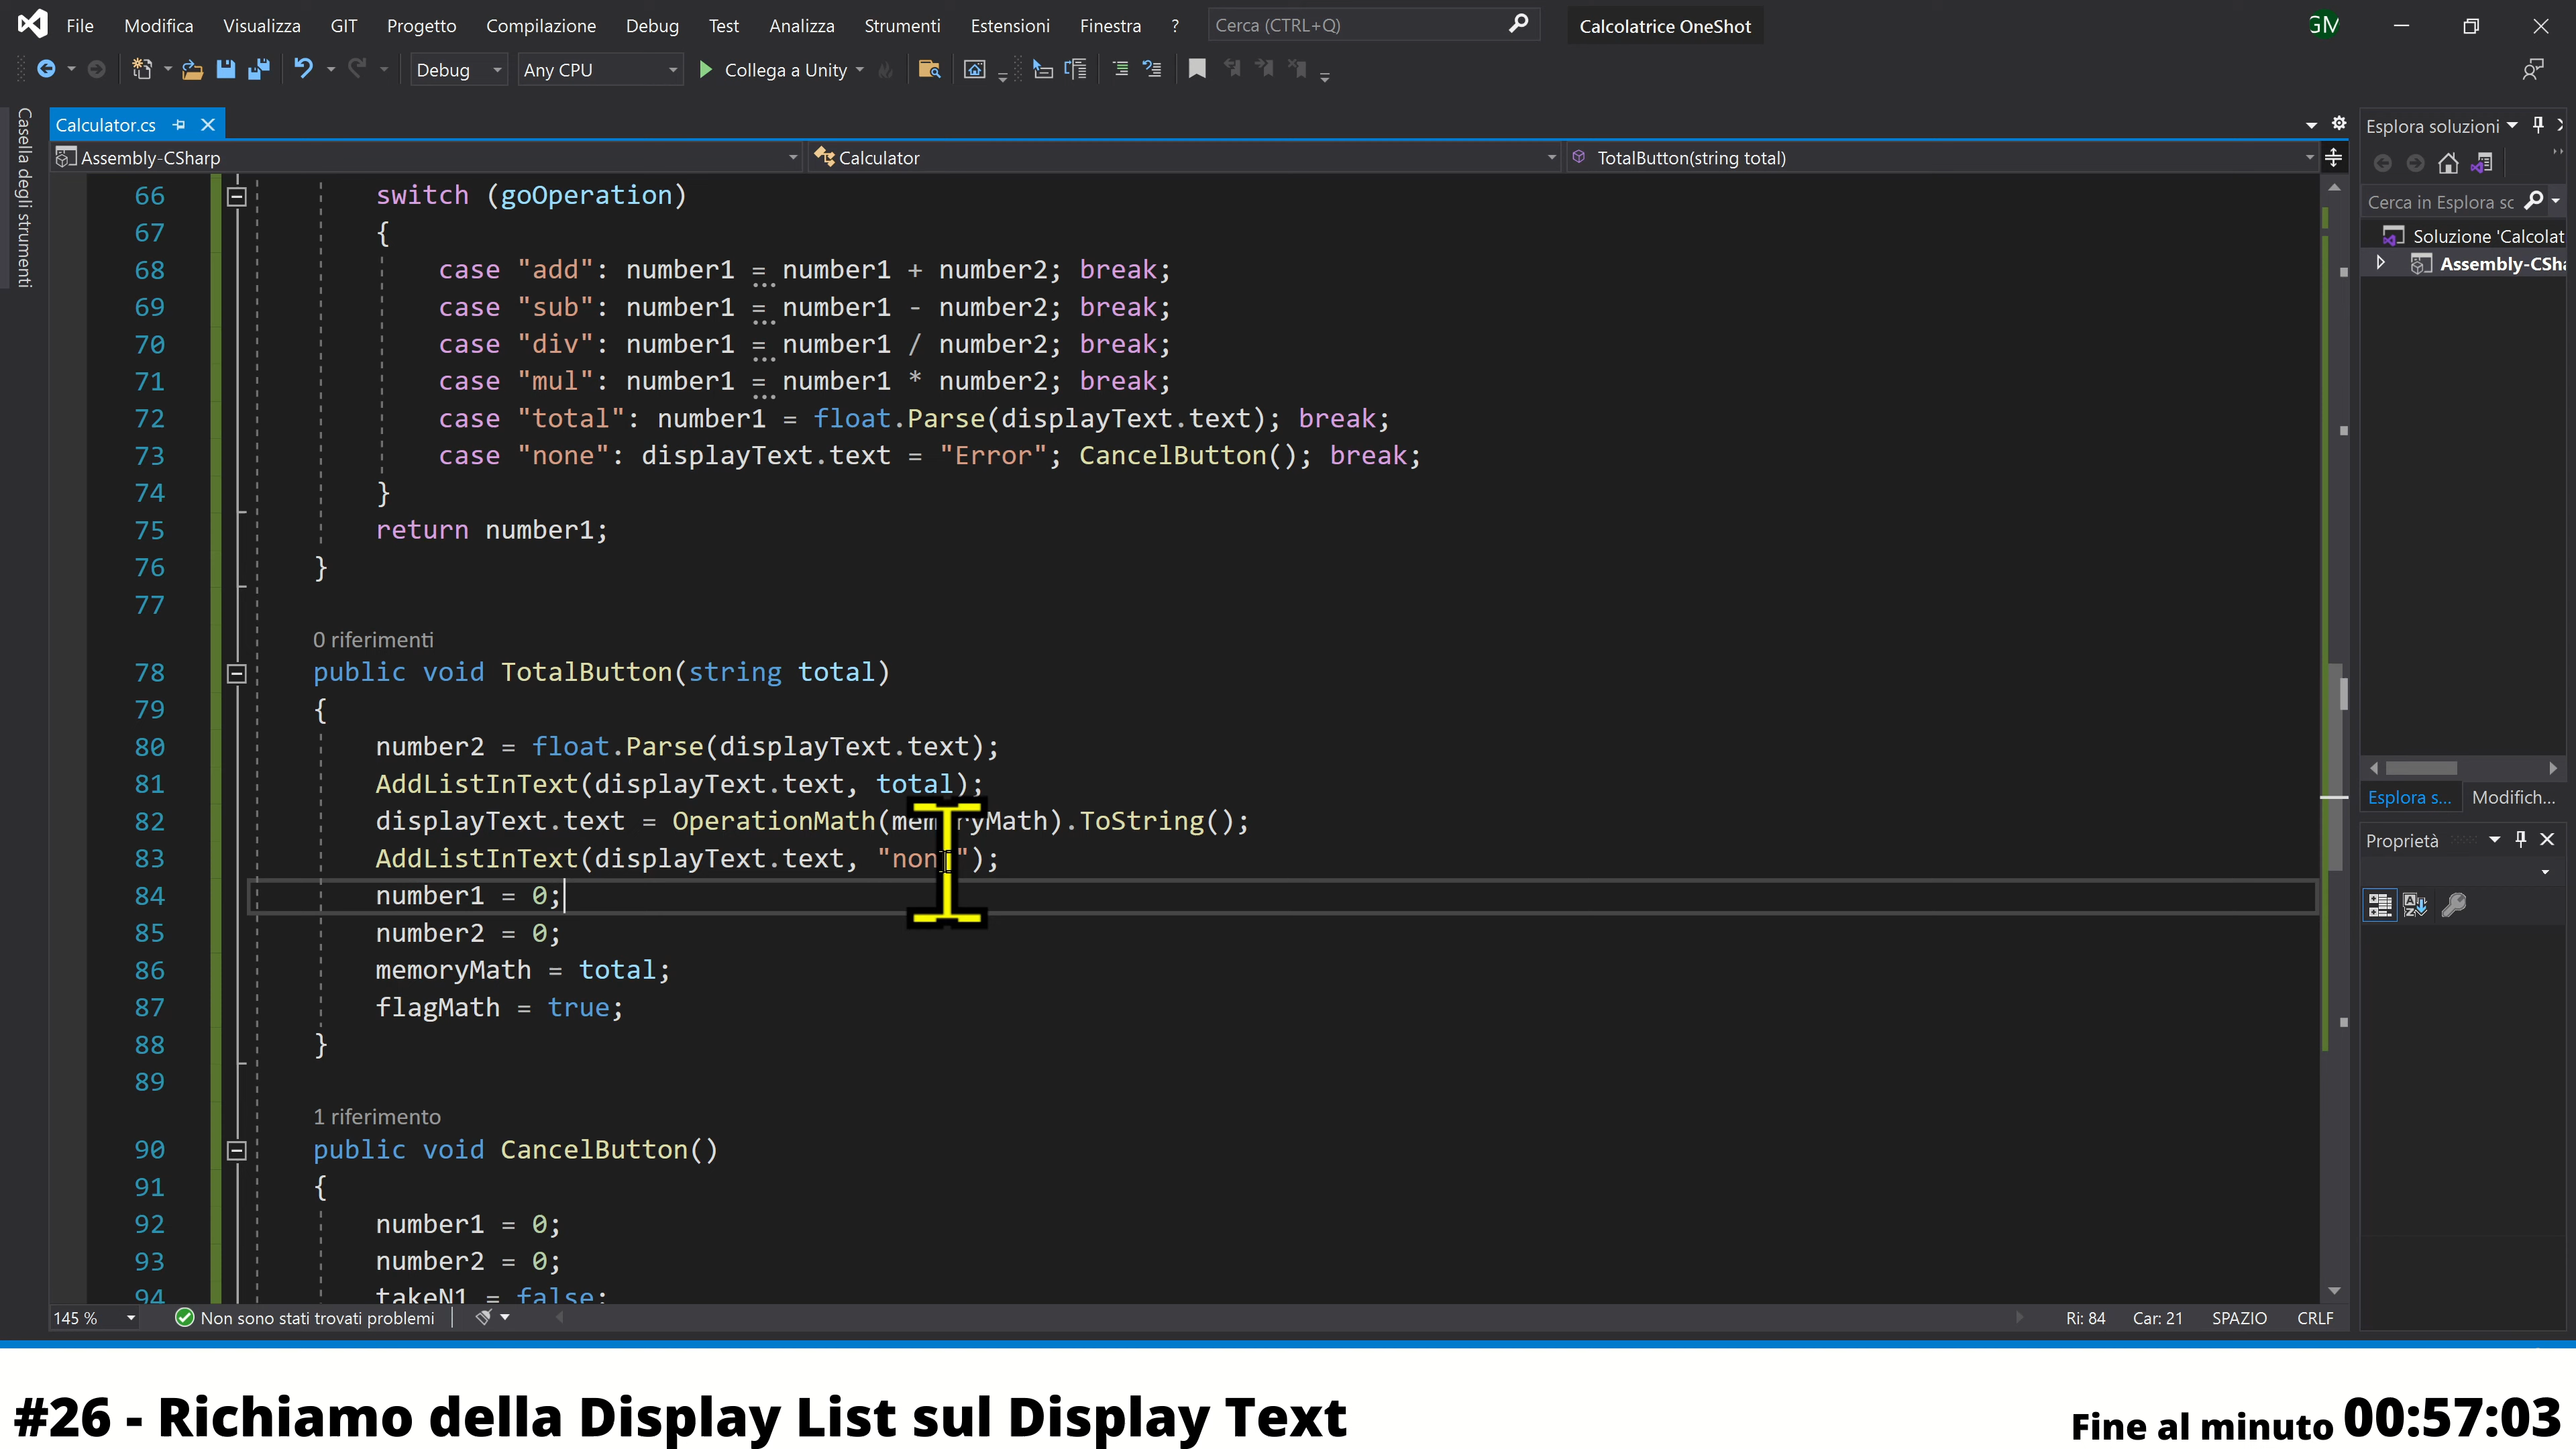 File Modifica Visualizza GIT Progetto Compilazione Debug Test Analizza Strumenti Estensioni Finestra ? Cerca (CTRL+Q) Calcolatrice OneShot GM
Debug Any CPU Collega a Unity
Casella degli strumenti
Calculator.cs
Assembly-CSharp Calculator TotalButton(string total)
66 switch (goOperation)
67 {
68 case "add": number1 = number1 + number2; break;
69 case "sub": number1 = number1 - number2; break;
70 case "div": number1 = number1 / number2; break;
71 case "mul": number1 = number1 * number2; break;
72 case "total": number1 = float.Parse(displayText.text); break;
73 case "none": displayText.text = "Error"; CancelButton(); break;
74 }
75 return number1;
76 }
77
0 riferimenti
78 public void TotalButton(string total)
79 {
80 number2 = float.Parse(displayText.text);
81 AddListInText(displayText.text, total);
82 displayText.text = OperationMath(memoryMath).ToString();
83 AddListInText(displayText.text, "none");
84 number1 = 0;
85 number2 = 0;
86 memoryMath = total;
87 flagMath = true;
88 }
89
1 riferimento
90 public void CancelButton()
91 {
92 number1 = 0;
93 number2 = 0;
94 takeN1 = false;
145 % Non sono stati trovati problemi Ri: 84 Car: 21 SPAZIO CRLF
Esplora soluzioni
Cerca in Esplora sc
Soluzione 'Calcolat
Assembly-CSha
Esplora s... Modifich...
Proprietà
#26 - Richiamo della Display List sul Display Text
Fine al minuto 00:57:03